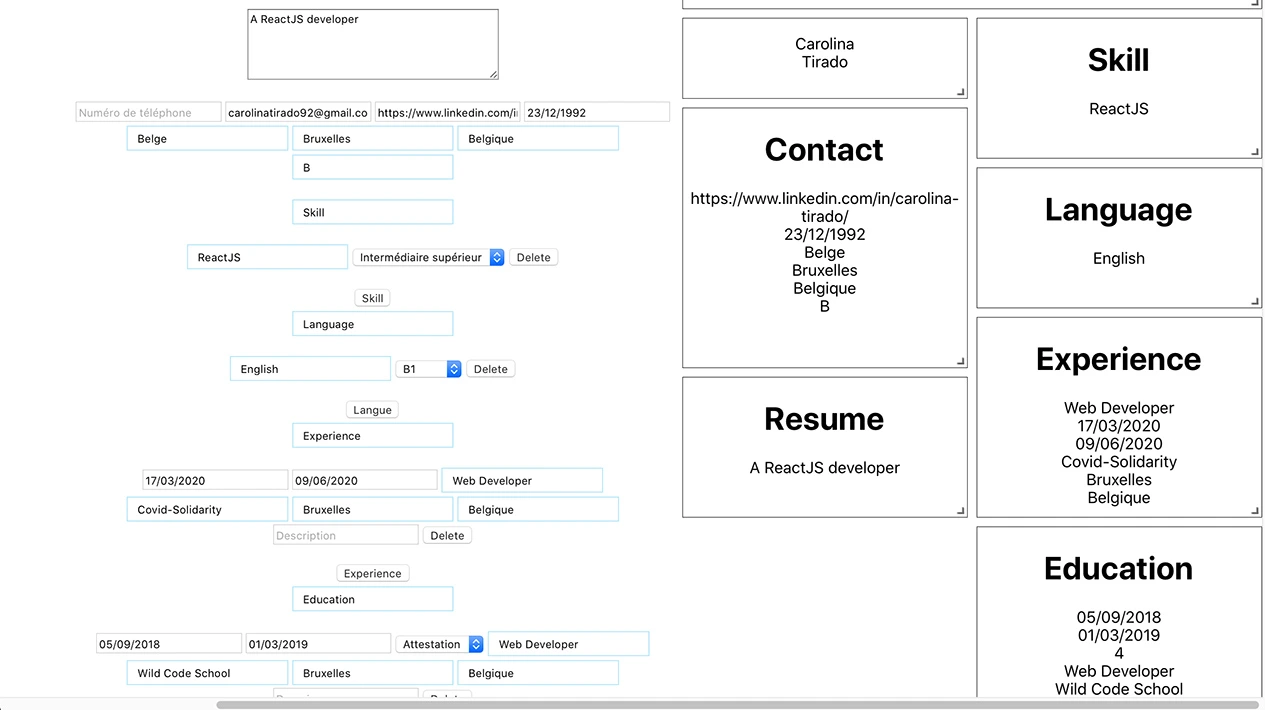 A ReactJS developer
Numéro de téléphone carolinatirado92@gmail.co https://www.linkedin.com/i 23/12/1992
Belge Bruxelles Belgique
B
Skill
ReactJS Intermédiaire supérieur Delete
Skill
Language
English B1 Delete
Langue
Experience
17/03/2020 09/06/2020 Web Developer
Covid-Solidarity Bruxelles Belgique
Description Delete
Experience
Education
05/09/2018 01/03/2019 Attestation Web Developer
Wild Code School Bruxelles Belgique
Carolina
Tirado
Contact
https://www.linkedin.com/in/carolina-
tirado/
23/12/1992
Belge
Bruxelles
Belgique
B
Resume
A ReactJS developer
Skill
ReactJS
Language
English
Experience
Web Developer
17/03/2020
09/06/2020
Covid-Solidarity
Bruxelles
Belgique
Education
05/09/2018
01/03/2019
4
Web Developer
Wild Code School